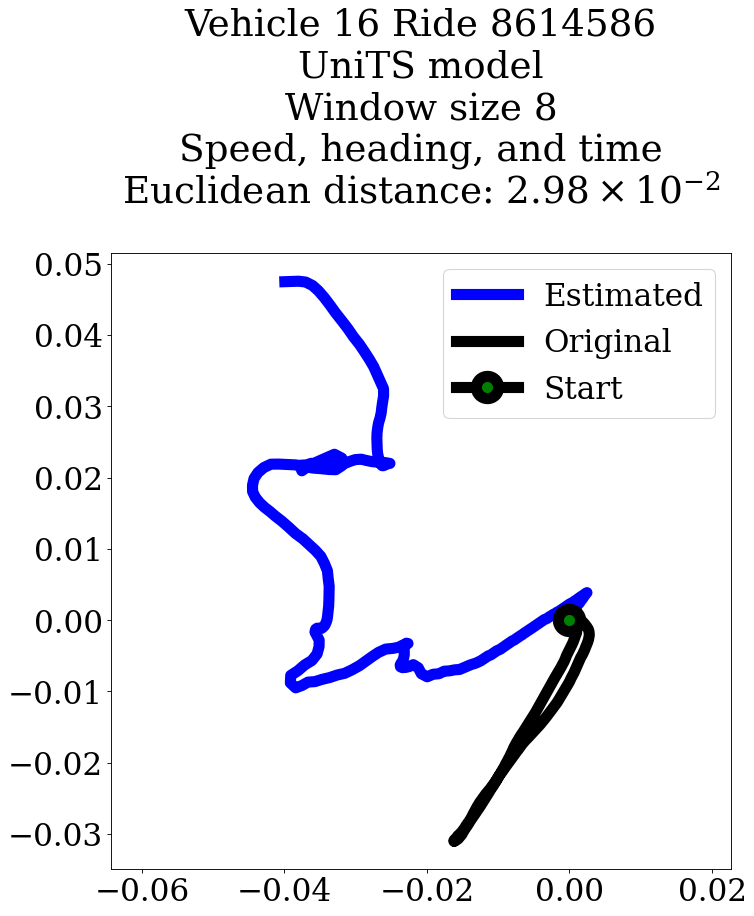 Vehicle 16 Ride 8614586
UniTS model
Window size 8
Speed, heading, and time
Euclidean distance: 2.98 × 10⁻²
0.05
0.04
0.03
0.02
0.01
0.00
−0.01
−0.02
−0.03
Estimated
Original
Start
−0.06
−0.04
−0.02
0.00
0.02